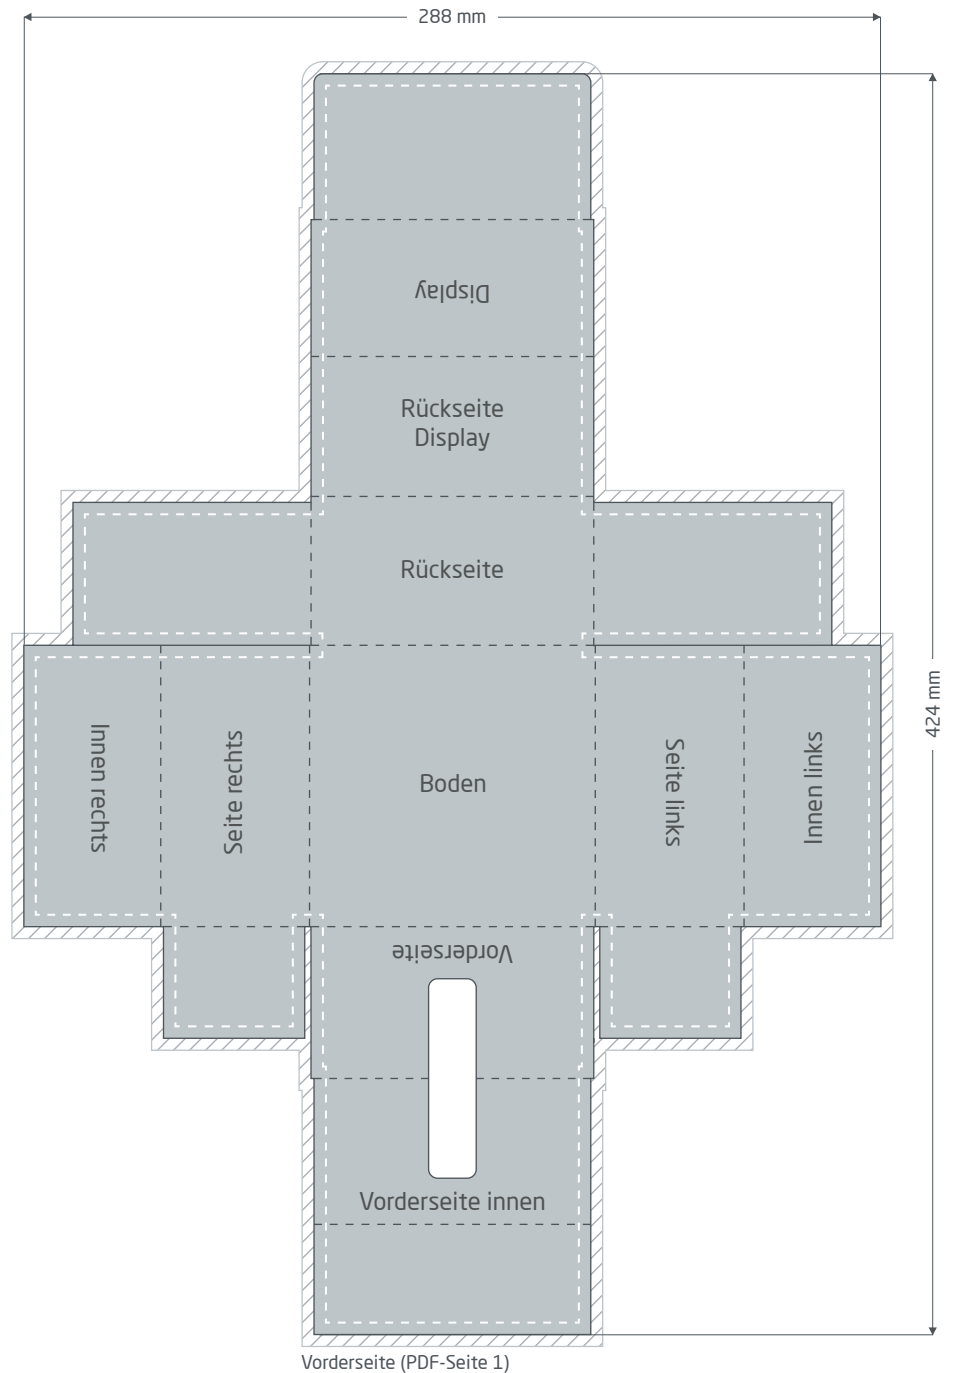 288 mm
Display
Rückseite
Display
Rückseite
424 mm
Innen rechts
Seite rechts
Boden
Seite links
Innen links
Vorderseite
Vorderseite innen
Vorderseite (PDF-Seite 1)